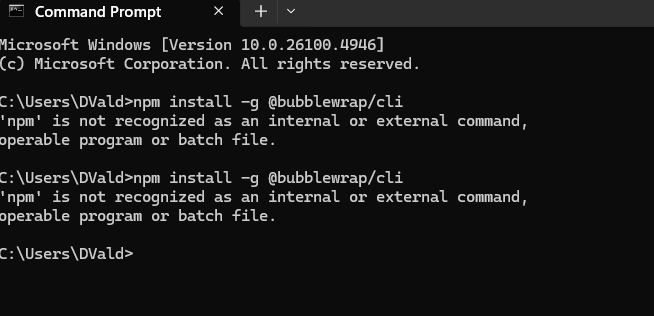 Command Prompt
Microsoft Windows [Version 10.0.26100.4946]
(c) Microsoft Corporation. All rights reserved.
C:\Users\DVald>npm install -g @bubblewrap/cli
'npm' is not recognized as an internal or external command,
operable program or batch file.
C:\Users\DVald>npm install -g @bubblewrap/cli
'npm' is not recognized as an internal or external command,
operable program or batch file.
C:\Users\DVald>